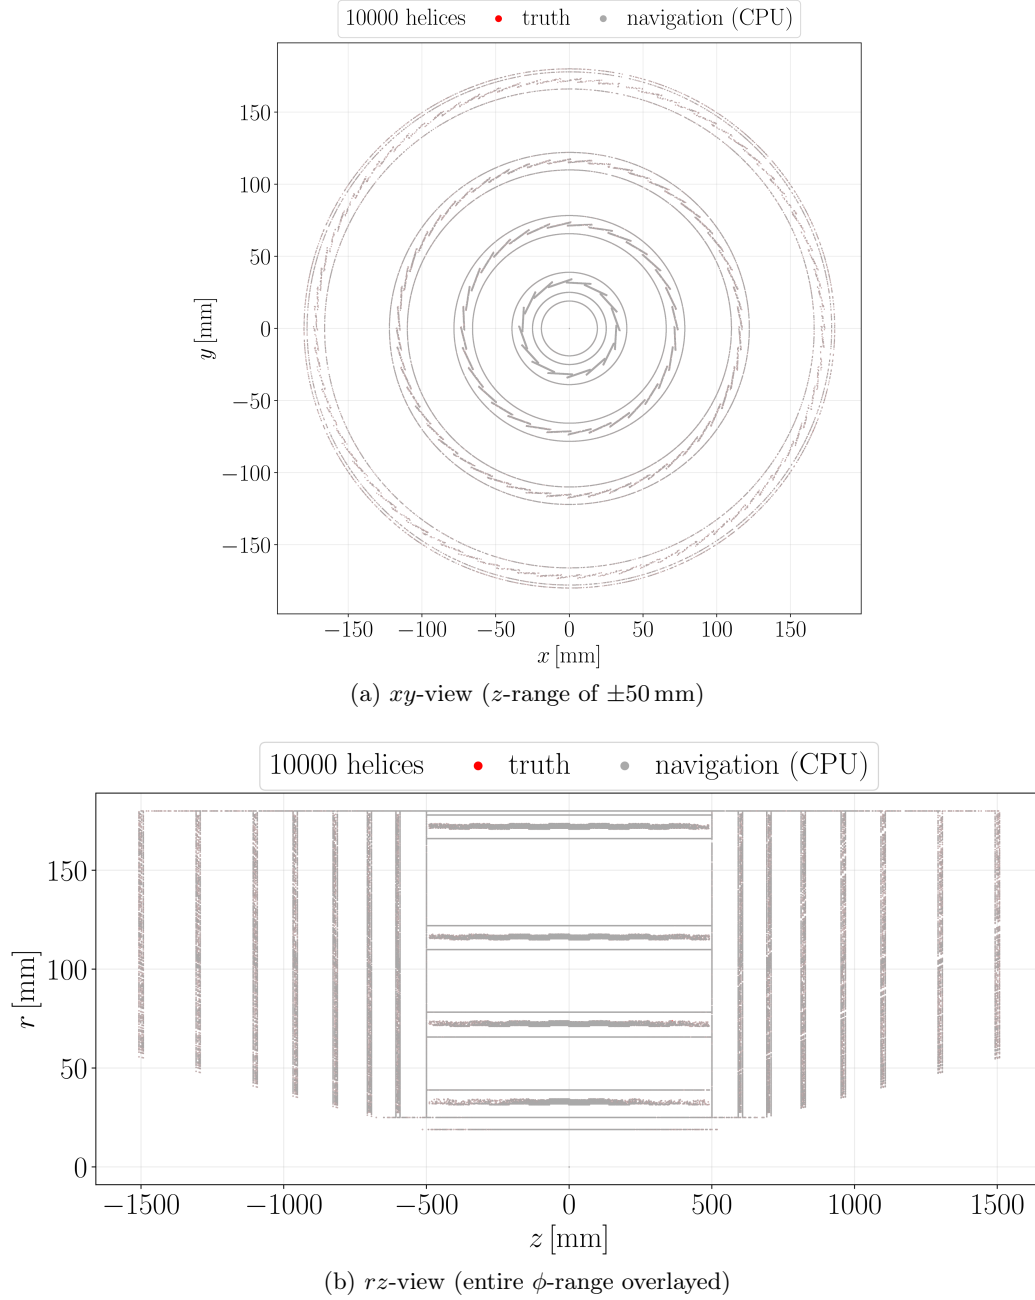 10000 helices truth navigation (CPU)
150
100
50
0
−50
−100
−150
y [mm]
−150 −100 −50 0 50 100 150
x [mm]
(a) xy-view (z-range of ±50 mm)
10000 helices truth navigation (CPU)
150
100
50
0
r [mm]
−1500 −1000 −500 0 500 1000 1500
z [mm]
(b) rz-view (entire ϕ-range overlayed)